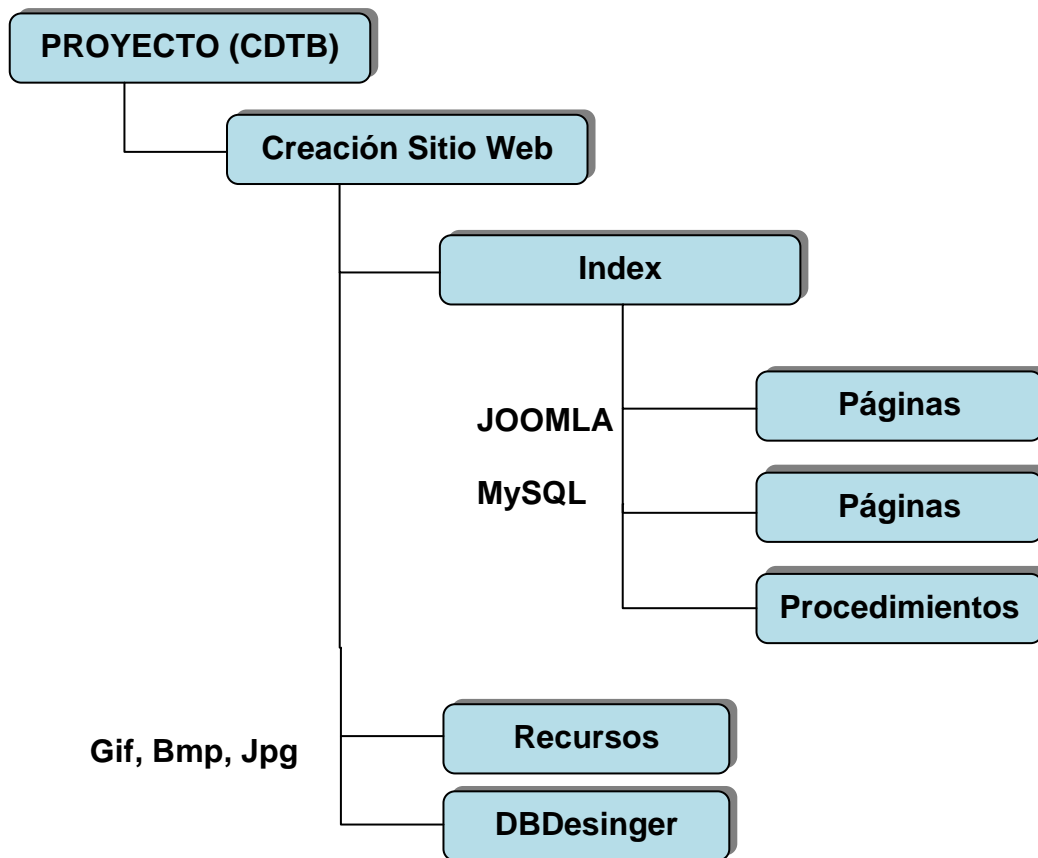 PROYECTO (CDTB)
Creación Sitio Web
Index
Páginas
JOOMLA
MySQL
Páginas
Procedimientos
Recursos
Gif, Bmp, Jpg
DBDesinger